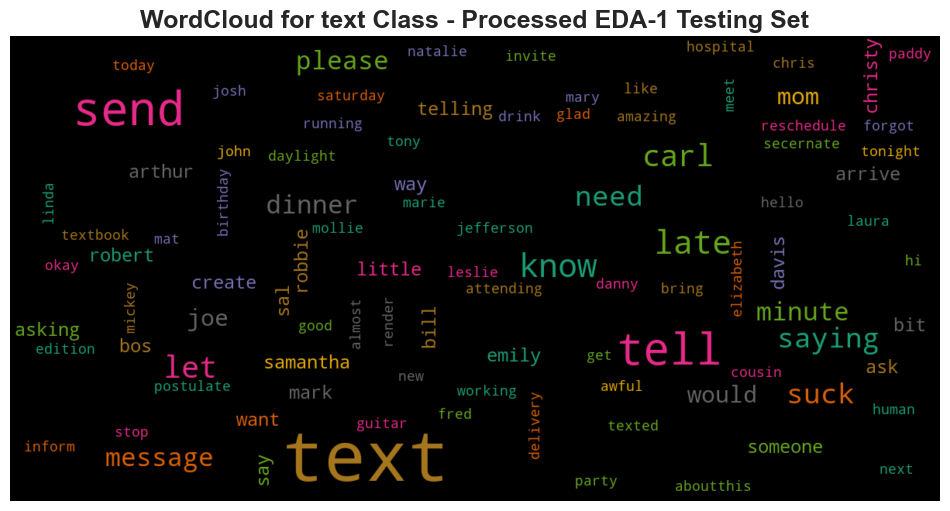 WordCloud for text Class - Processed EDA-1 Testing Set
natalie
hospital
paddy
please
invite
chris
christy
today
josh
saturday
like
meet
mom
send
telling
mary
drink
glad
amazing
running
reschedule
forgot
tony
secernate
john
daylight
carl
tonight
arthur
arrive
way
need
linda
birthday
dinner
marie
hello
mollie
jefferson
laura
textbook
mat
late
robert
robbie
know
elizabeth
davis
hi
okay
little
leslie
create
sal
attending
danny
bring
mickey
almost
render
bill
minute
joe
good
saying
bit
asking
edition
bos
tell
emily
get
let
samantha
ask
new
cousin
postulate
mark
working
awful
would
suck
human
fred
want
guitar
delivery
texted
stop
inform
message
say
text
someone
next
party
aboutthis